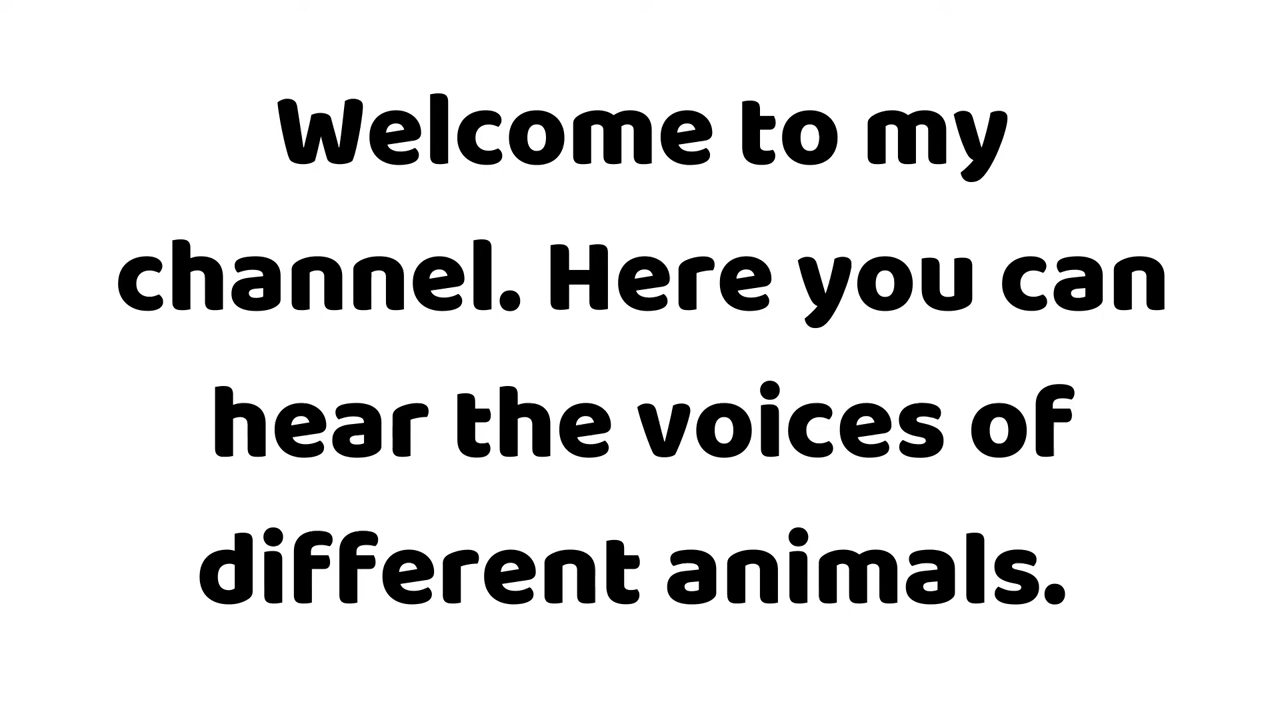 Welcome to my
channel. Here you can
hear the voices of
different animals.